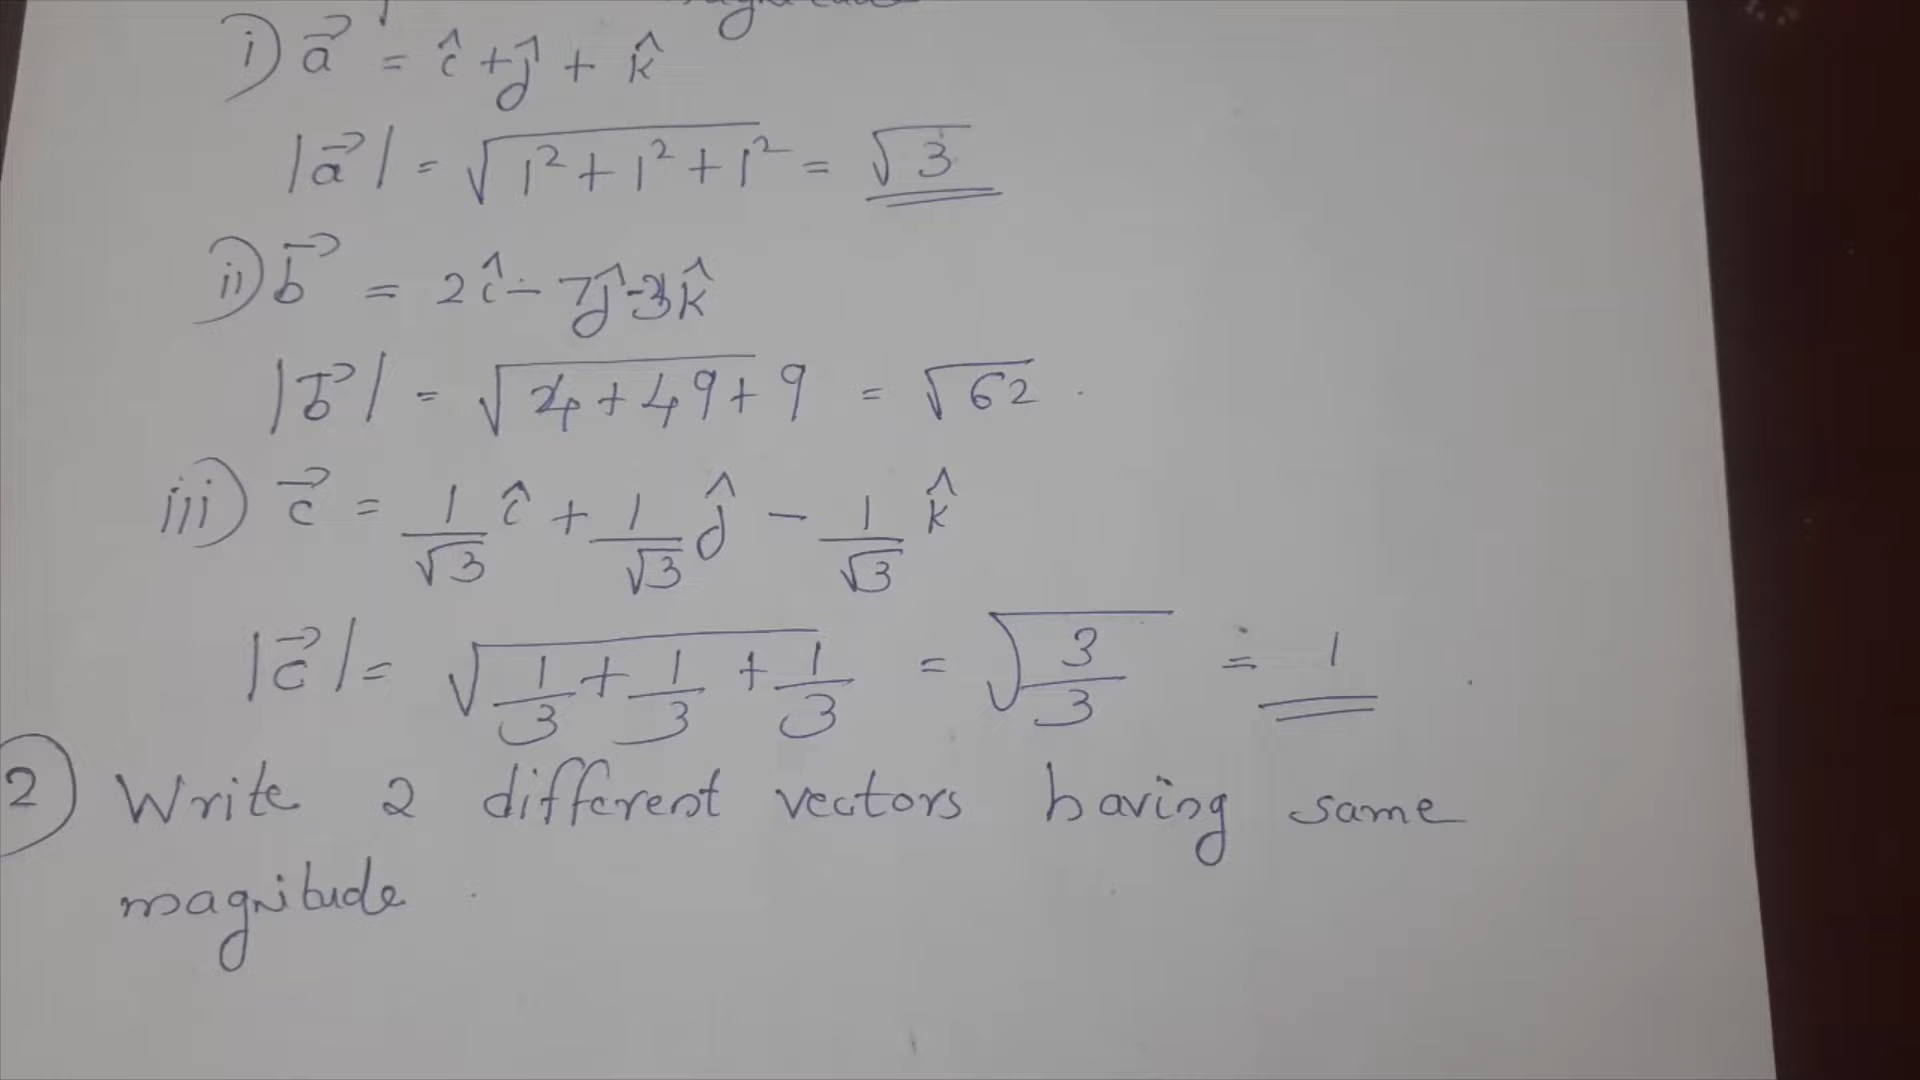 i) a⃗ = î + ĵ + k̂
|a⃗| = √(1² + 1² + 1²) = √3
ii) b⃗ = 2î - 7ĵ - 3k̂
|b⃗| = √(4 + 49 + 9) = √62 .
iii) c⃗ = 1/√3 î + 1/√3 ĵ - 1/√3 k̂
|c⃗| = √(1/3 + 1/3 + 1/3) = √(3/3) = 1
2) Write 2 different vectors having same
magnitude .